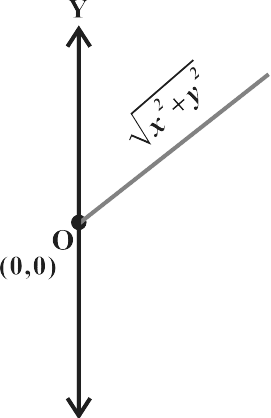 Y
√x²+y²
O
(0,0)